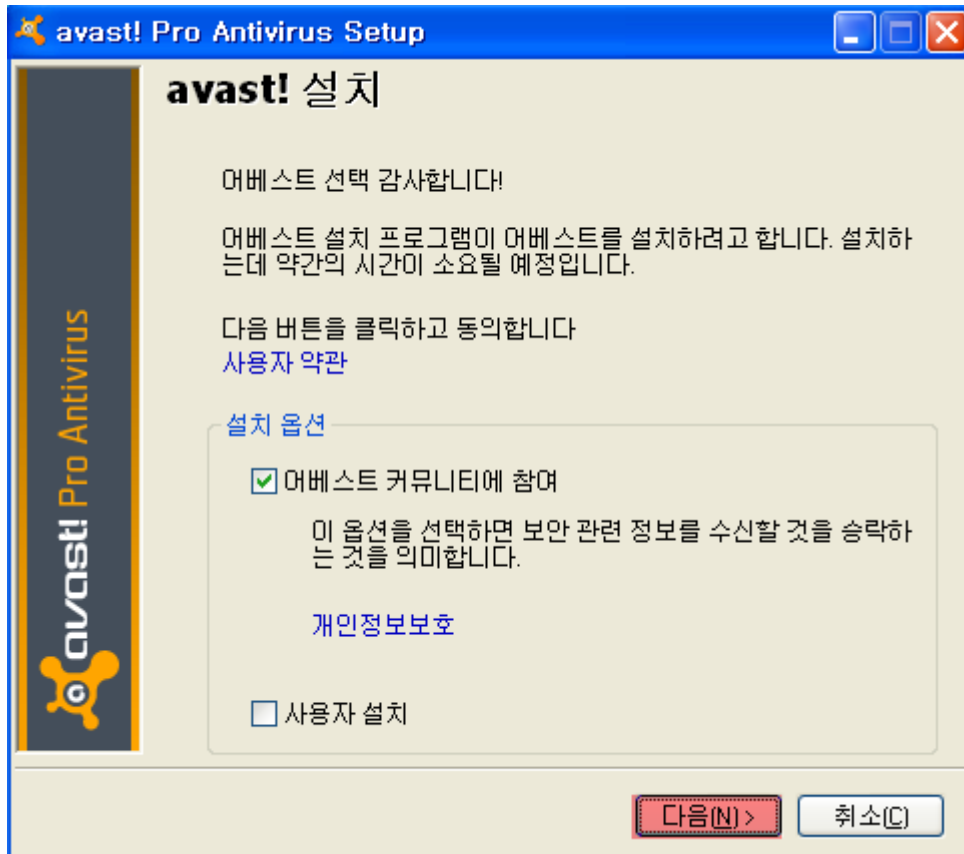 avast! Pro Antivirus Setup
avast! 설치
어베스트 선택 감사합니다!
어베스트 설치 프로그램이 어베스트를 설치하려고 합니다. 설치하
는데 약간의 시간이 소요될 예정입니다.
다음 버튼을 클릭하고 동의합니다
사용자 약관
설치 옵션
어베스트 커뮤니티에 참여
이 옵션을 선택하면 보안 관련 정보를 수신할 것을 승락하
는 것을 의미합니다.
개인정보보호
사용자 설치
avast! Pro Antivirus
다음(N) >
취소(C)